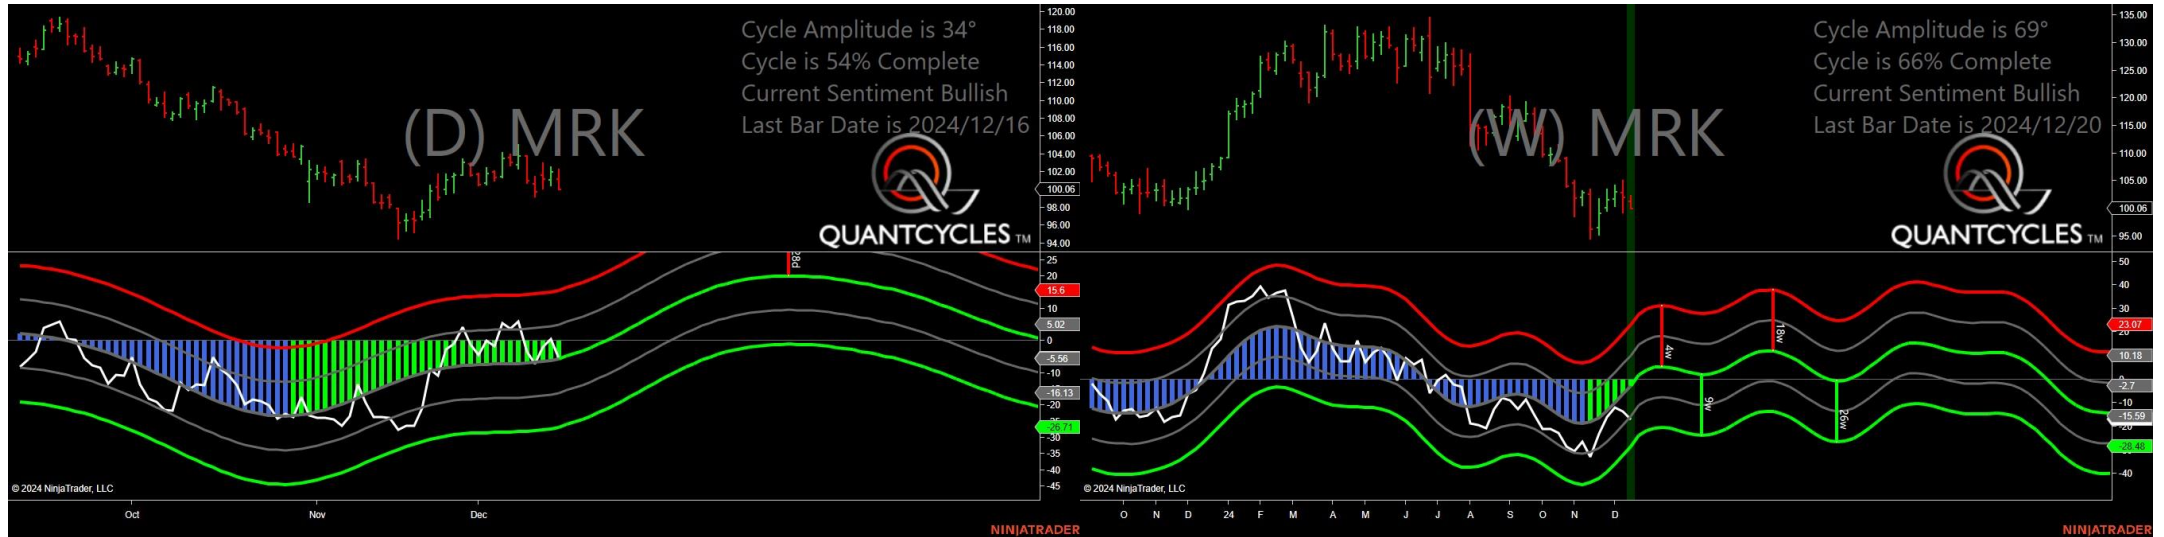 Cycle Amplitude is 34°
Cycle is 54% Complete
Current Sentiment Bullish
Last Bar Date is 2024/12/16
(D) MRK
QUANTCYCLES TM
120.00
118.00
116.00
114.00
112.00
110.00
108.00
106.00
104.00
102.00
100.06
98.00
96.00
94.00
28d
25
20
15.6
10
5.02
0
-5.56
-10
-16.13
-20
-26.71
-30
-35
-40
-45
© 2024 NinjaTrader, LLC
Oct Nov Dec
NINJATRADER
Cycle Amplitude is 69°
Cycle is 66% Complete
Current Sentiment Bullish
Last Bar Date is 2024/12/20
(W) MRK
QUANTCYCLES TM
135.00
130.00
125.00
120.00
115.00
110.00
105.00
100.06
95.00
50
40
30
23.07
10.18
-2.7
-10
-15.59
-28.48
-40
4w
9w
18w
26w
© 2024 NinjaTrader, LLC
O N D 24 F M A M J J A S O N D
NINJATRADER